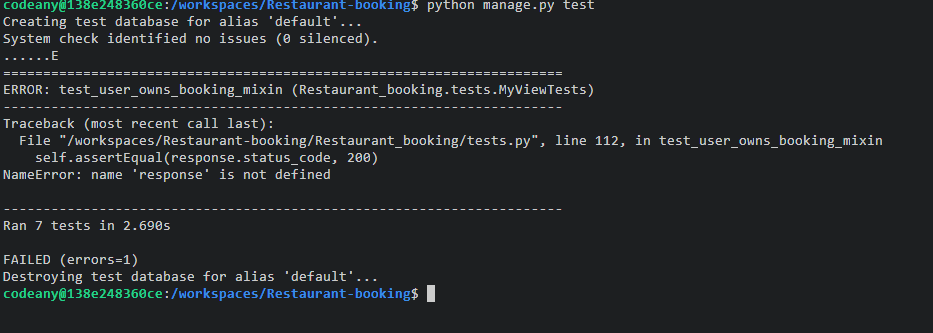 codeany@138e248360ce:/workspaces/Restaurant-booking$ python manage.py test
Creating test database for alias 'default'...
System check identified no issues (0 silenced).
......E
======================================================================
ERROR: test_user_owns_booking_mixin (Restaurant_booking.tests.MyViewTests)
----------------------------------------------------------------------
Traceback (most recent call last):
  File "/workspaces/Restaurant-booking/Restaurant_booking/tests.py", line 112, in test_user_owns_booking_mixin
    self.assertEqual(response.status_code, 200)
NameError: name 'response' is not defined

----------------------------------------------------------------------
Ran 7 tests in 2.690s

FAILED (errors=1)
Destroying test database for alias 'default'...
codeany@138e248360ce:/workspaces/Restaurant-booking$